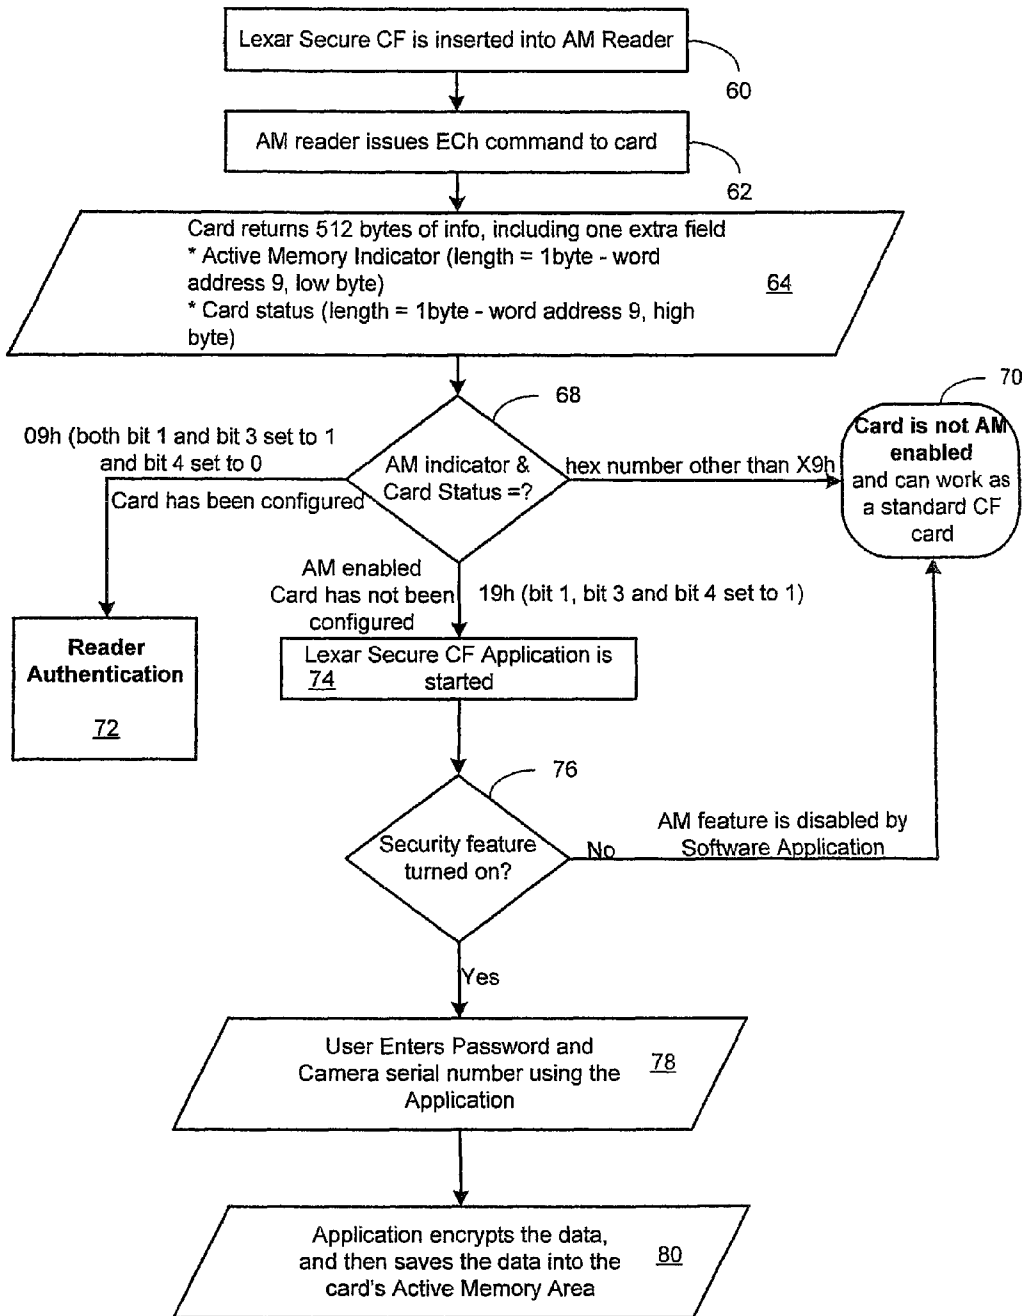 Lexar Secure CF is inserted into AM Reader
60
AM reader issues ECh command to card
62
Card returns 512 bytes of info, including one extra field
* Active Memory Indicator (length = 1byte - word
address 9, low byte)
* Card status (length = 1byte - word address 9, high
byte)
64
68
70
09h (both bit 1 and bit 3 set to 1
and bit 4 set to 0
Card has been configured
AM indicator &
Card Status =?
hex number other than X9h
Card is not AM
enabled
and can work as
a standard CF
card
AM enabled
Card has not been
configured
19h (bit 1, bit 3 and bit 4 set to 1)
Reader
Authentication
72
Lexar Secure CF Application is
started
74
76
Security feature
turned on?
No
AM feature is disabled by
Software Application
Yes
User Enters Password and
Camera serial number using the
Application
78
Application encrypts the data,
and then saves the data into the
card's Active Memory Area
80